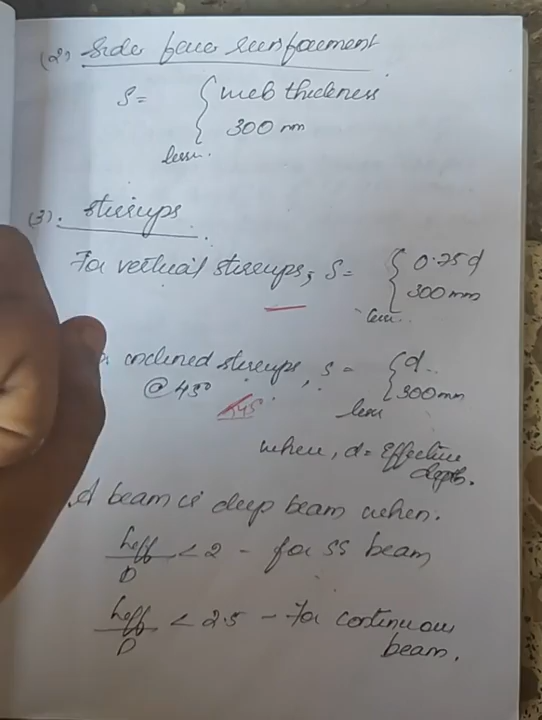 (2) Side face reinforcement
S = { web thickness
300 mm
less.
(3). stirrups
For vertical stirrups, S = { 0.75 d
300 mm
less.
inclined stirrups, s = { d
@ 45°
300 mm
45°
less
when, d = Effective
depth.
A beam is deep beam when.
leff/D < 2 - for SS beam
leff/D < 2.5 - For continuous
beam.